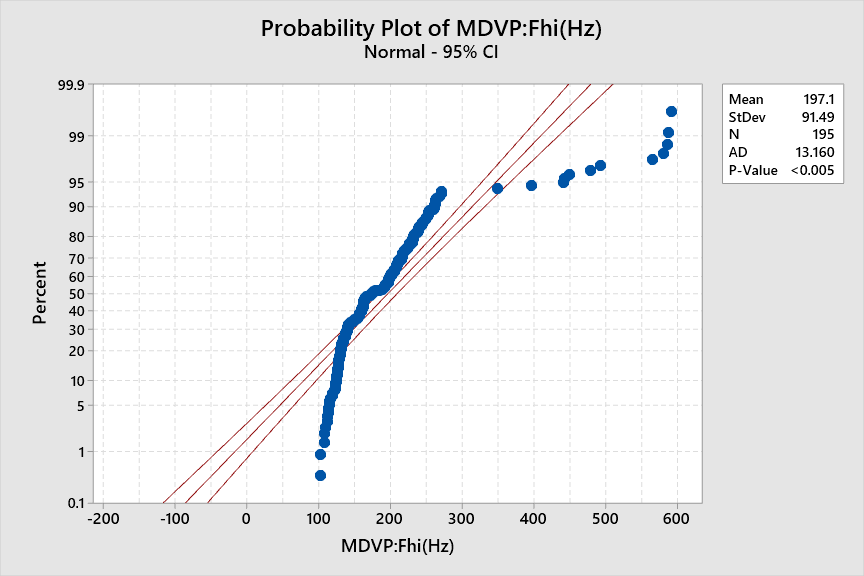 Probability Plot of MDVP:Fhi(Hz)
Normal - 95% CI
Mean 197.1
StDev 91.49
N 195
AD 13.160
P-Value <0.005
Percent
99.9
99
95
90
80
70
60
50
40
30
20
10
5
1
0.1
-200 -100 0 100 200 300 400 500 600
MDVP:Fhi(Hz)